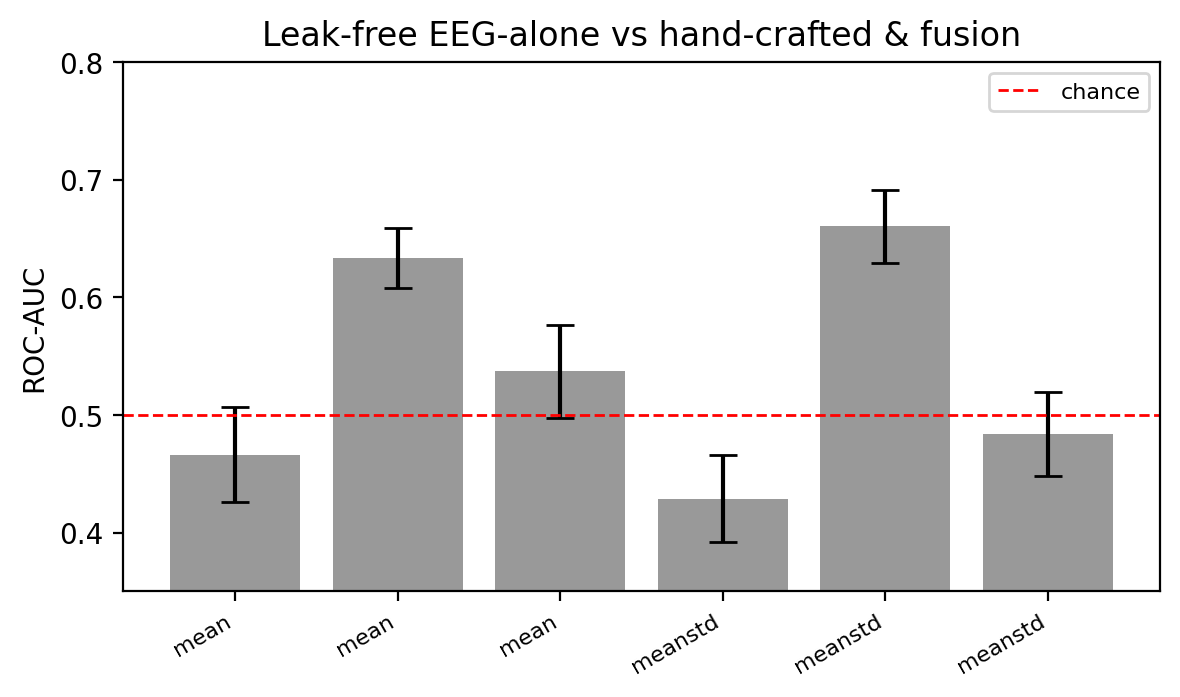 Leak-free EEG-alone vs hand-crafted & fusion
chance
ROC-AUC
0.8
0.7
0.6
0.5
0.4
mean
mean
mean
meanstd
meanstd
meanstd